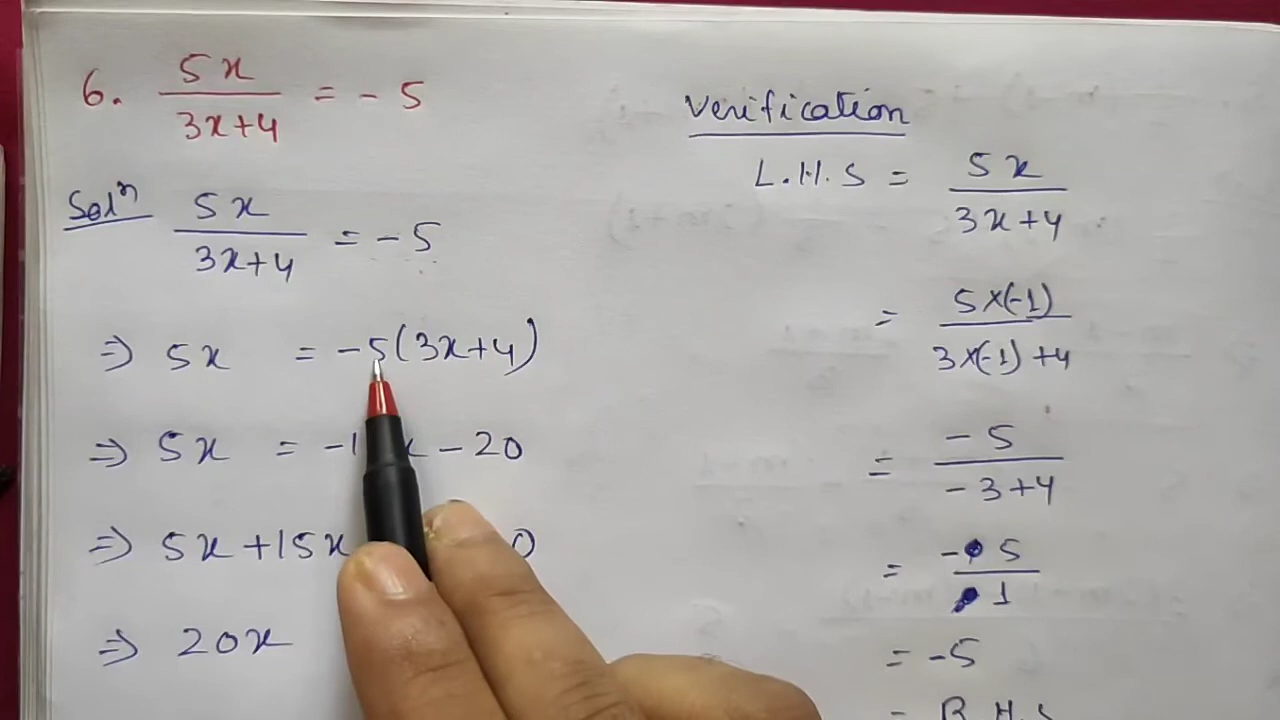 6. 5x/3x+4 = -5
Solⁿ 5x/3x+4 = -5
⇒ 5x = -5(3x+4)
⇒ 5x = -1 x - 20
⇒ 5x+15x 0
⇒ 20x
Verification
L.H.S = 5x/3x+4
= 5×(-1)/3×(-1)+4
= -5/-3+4
= -5/1
= -5
= R.H.S